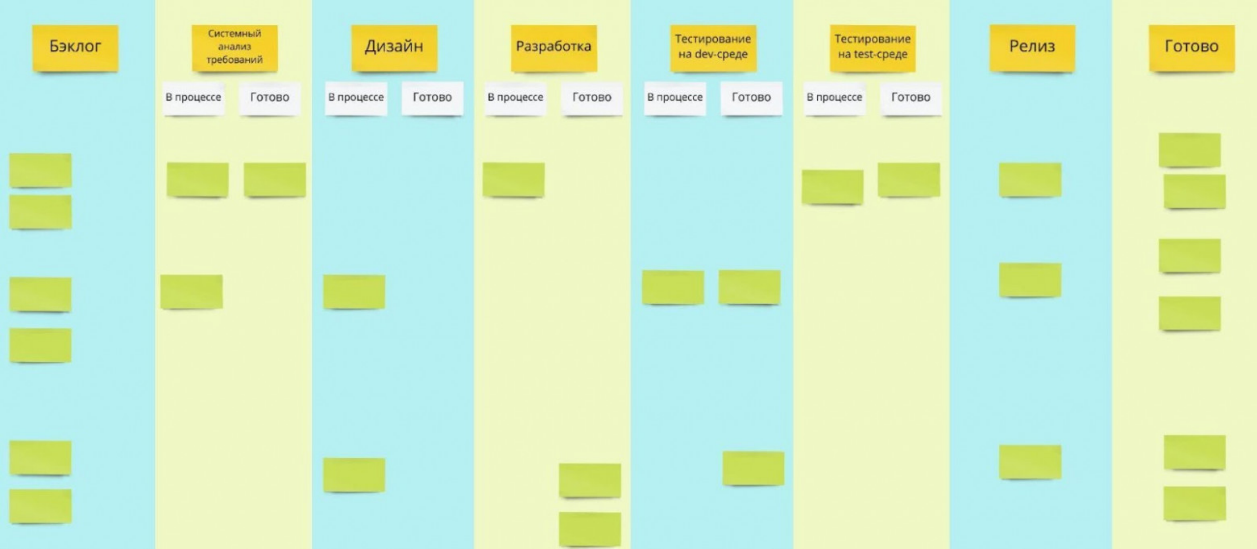 Бэклог
Системный
анализ
требований
Дизайн
Разработка
Тестирование
на dev-среде
Тестирование
на test-среде
Релиз
Готово
В процессе
Готово
В процессе
Готово
В процессе
Готово
В процессе
Готово
В процессе
Готово